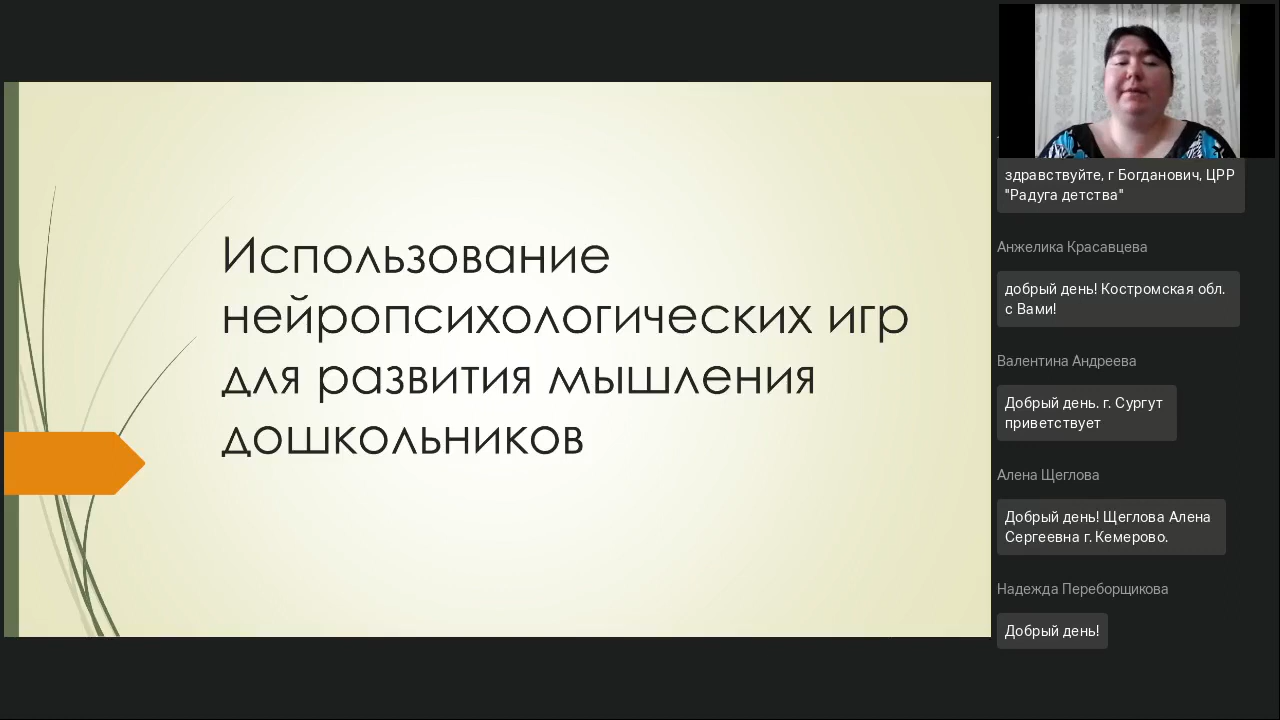 Использование
нейропсихологических игр
для развития мышления
дошкольников
здравствуйте, г Богданович, ЦРР
"Радуга детства"
Анжелика Красавцева
добрый день! Костромская обл.
с Вами!
Валентина Андреева
Добрый день. г. Сургут
приветствует
Алена Щеглова
Добрый день! Щеглова Алена
Сергеевна г. Кемерово.
Надежда Переборщикова
Добрый день!